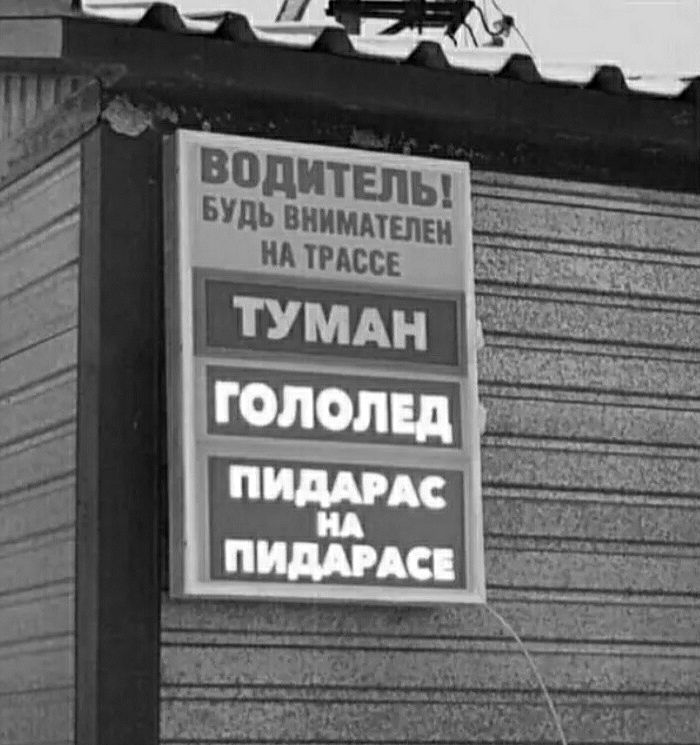 ВОДИТЕЛЬ!
БУДЬ ВНИМАТЕЛЕН
НА ТРАССЕ
ТУМАН
ГОЛОЛЕД
ПИДАРАС
НА
ПИДАРАСЕ